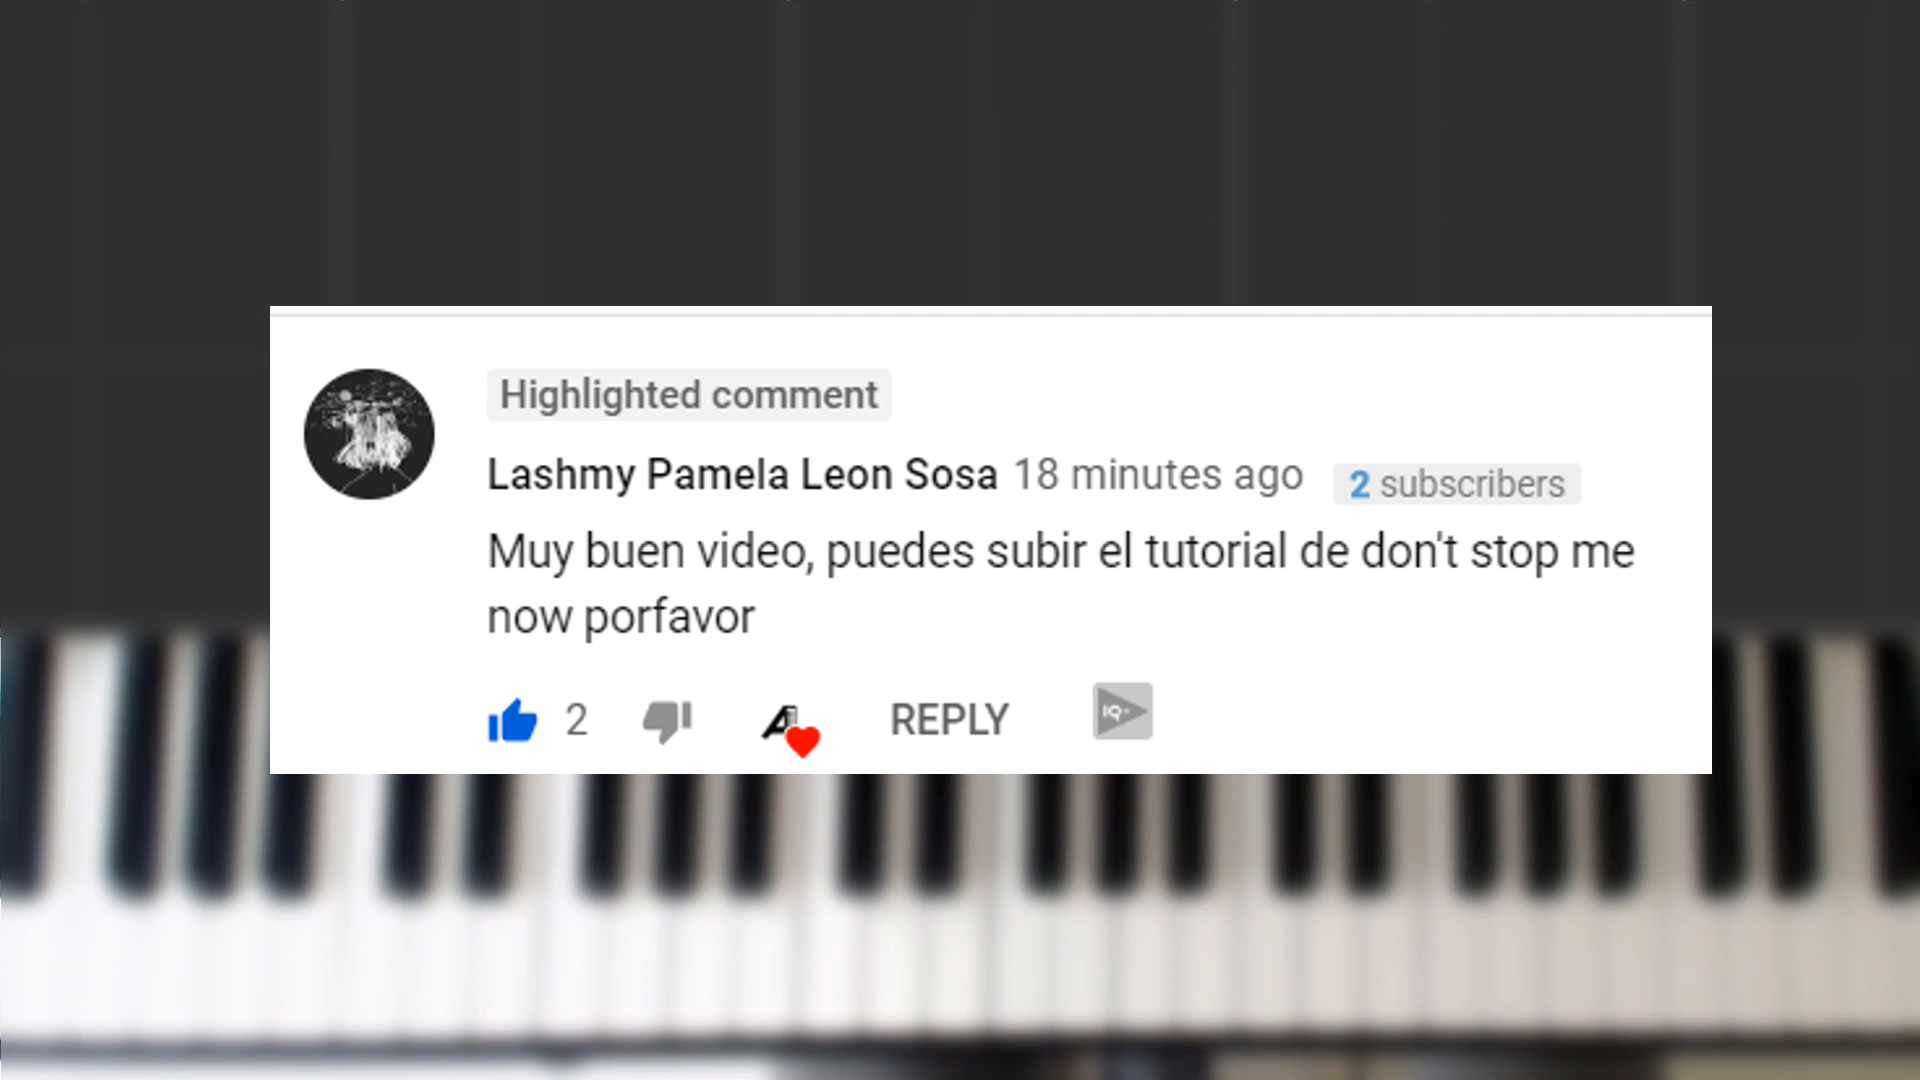 Highlighted comment
Lashmy Pamela Leon Sosa 18 minutes ago 2 subscribers
Muy buen video, puedes subir el tutorial de don't stop me
now porfavor
2 REPLY IQ